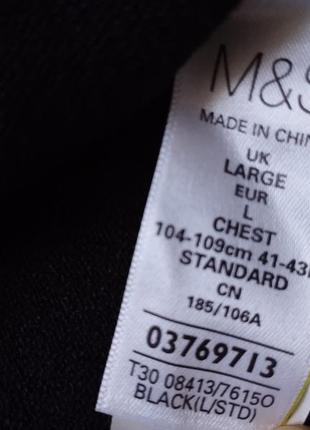 M&S
MADE IN CHIN
UK
LARGE
EUR
L
CHEST
104-109cm 41-43
STANDARD
CN
185/106A
03769713
T30 08413/7615O
BLACK(L/STD)